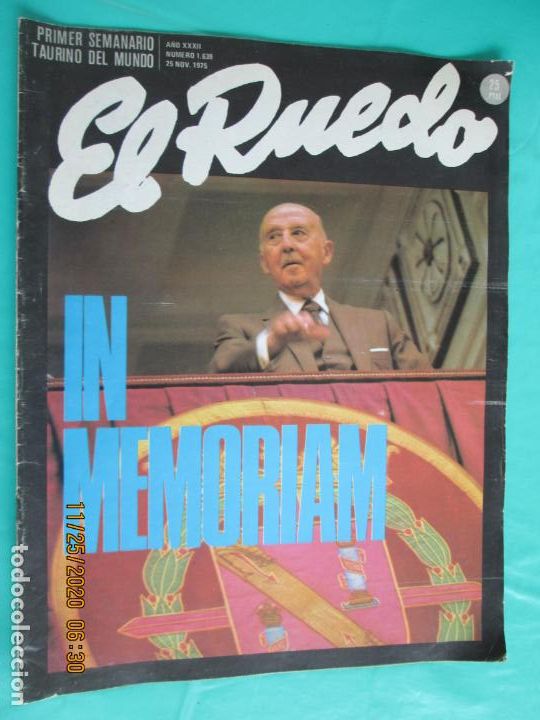 PRIMER SEMANARIO
TAURINO DEL MUNDO
AÑO XXXII
NUMERO 1.639
25 NOV. 1975
25
PTS.
El Ruedo
IN
MEMORIAM
11/25/2020 06:30
todocoleccion.net